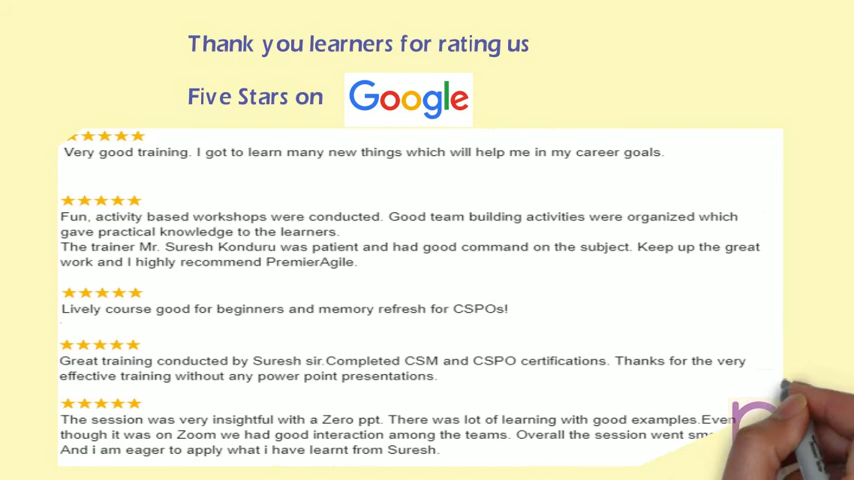 Thank you learners for rating us
Five Stars on Google
Very good training. I got to learn many new things which will help me in my career goals.
Fun, activity based workshops were conducted. Good team building activities were organized which
gave practical knowledge to the learners.
The trainer Mr. Suresh Konduru was patient and had good command on the subject. Keep up the great
work and I highly recommend PremierAgile.
Lively course good for beginners and memory refresh for CSPOs!
Great training conducted by Suresh sir.Completed CSM and CSPO certifications. Thanks for the very
effective training without any power point presentations.
The session was very insightful with a Zero ppt. There was lot of learning with good examples.Even
though it was on Zoom we had good interaction among the teams. Overall the session went
And i am eager to apply what i have learnt from Suresh.